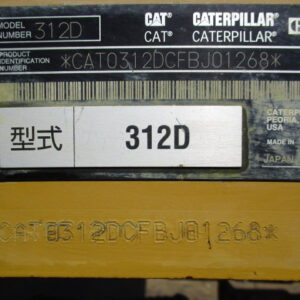 MODEL NUMBER 312D
CAT® CATERPILLAR®
CAT® CATERPILLAR®
PRODUCT IDENTIFICATION NUMBER *CAT0312DCFBJ01268*
型式 312D
CATERP
PEORIA
USA
MADE IN
JAPAN
CAT0312DCFBJ01268*